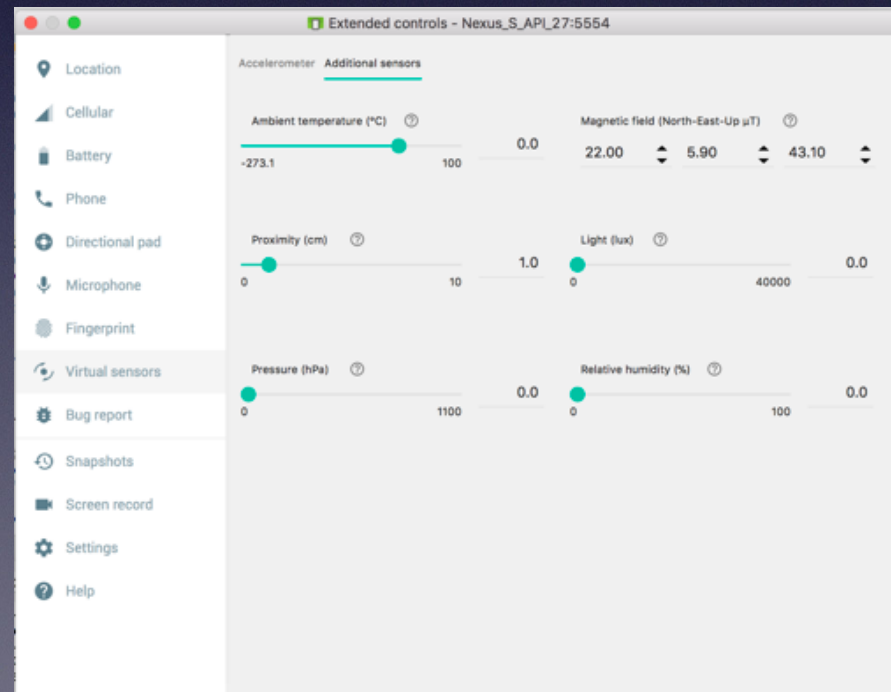 Extended controls - Nexus_S_API_27:5554
Location
Cellular
Battery
Phone
Directional pad
Microphone
Fingerprint
Virtual sensors
Bug report
Snapshots
Screen record
Settings
Help
Accelerometer Additional sensors
Ambient temperature (°C) ?
0.0
-273.1 100
Magnetic field (North-East-Up µT) ?
22.00 5.90 43.10
Proximity (cm) ?
1.0
0 10
Light (lux) ?
0.0
0 40000
Pressure (hPa) ?
0.0
0 1100
Relative humidity (%) ?
0.0
0 100